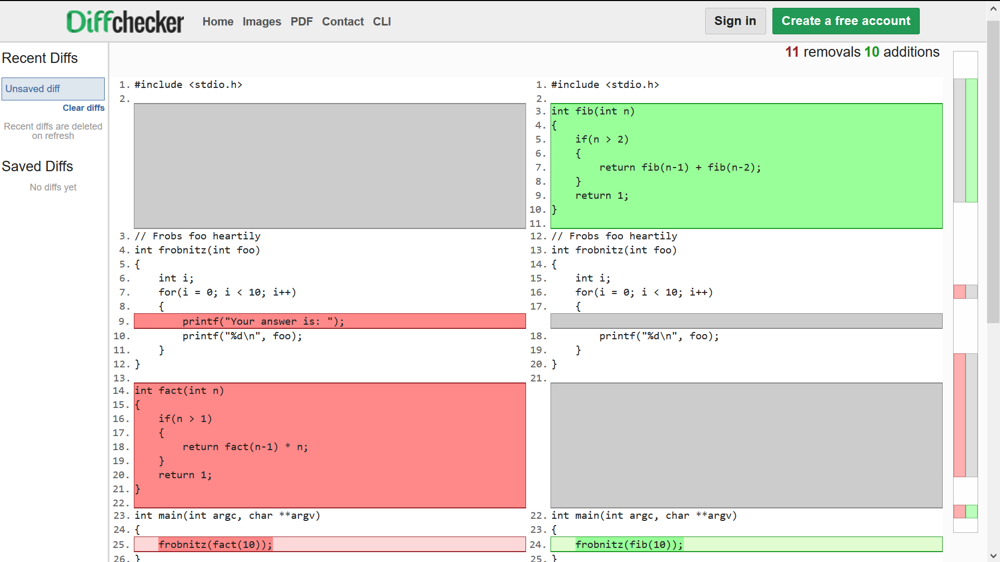 Diffchecker Home Images PDF Contact CLI Sign in Create a free account
Recent Diffs
Unsaved diff
Clear diffs
Recent diffs are deleted
on refresh
Saved Diffs
No diffs yet
11 removals 10 additions
1. #include <stdio.h>
2.
3. // Frobs foo heartily
4. int frobnitz(int foo)
5. {
6.     int i;
7.     for(i = 0; i < 10; i++)
8.     {
9.         printf("Your answer is: ");
10.         printf("%d\n", foo);
11.     }
12. }
13.
14. int fact(int n)
15. {
16.     if(n > 1)
17.     {
18.         return fact(n-1) * n;
19.     }
20.     return 1;
21. }
22.
23. int main(int argc, char **argv)
24. {
25.     frobnitz(fact(10));
26. }
1. #include <stdio.h>
2.
3. int fib(int n)
4. {
5.     if(n > 2)
6.     {
7.         return fib(n-1) + fib(n-2);
8.     }
9.     return 1;
10. }
11.
12. // Frobs foo heartily
13. int frobnitz(int foo)
14. {
15.     int i;
16.     for(i = 0; i < 10; i++)
17.     {
18.         printf("%d\n", foo);
19.     }
20. }
21.
22. int main(int argc, char **argv)
23. {
24.     frobnitz(fib(10));
25. }